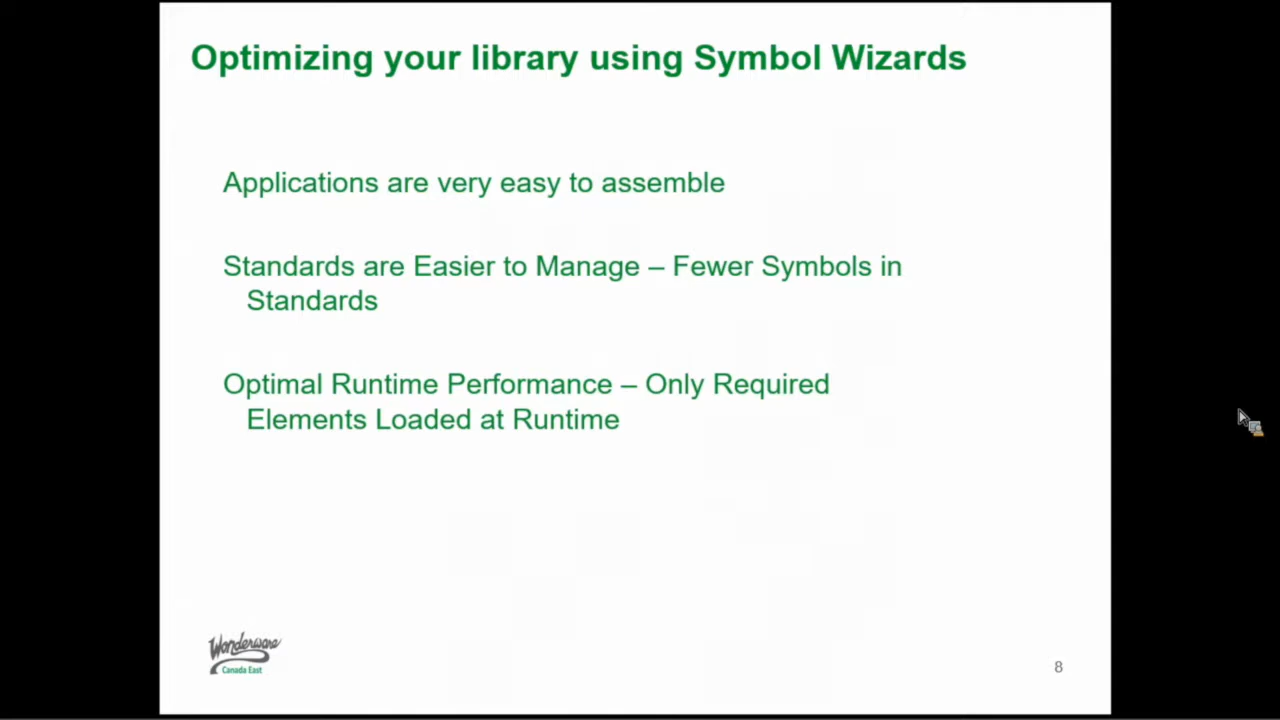 Optimizing your library using Symbol Wizards
Applications are very easy to assemble
Standards are Easier to Manage – Fewer Symbols in
Standards
Optimal Runtime Performance – Only Required
Elements Loaded at Runtime
Wonderware
Canada East
8